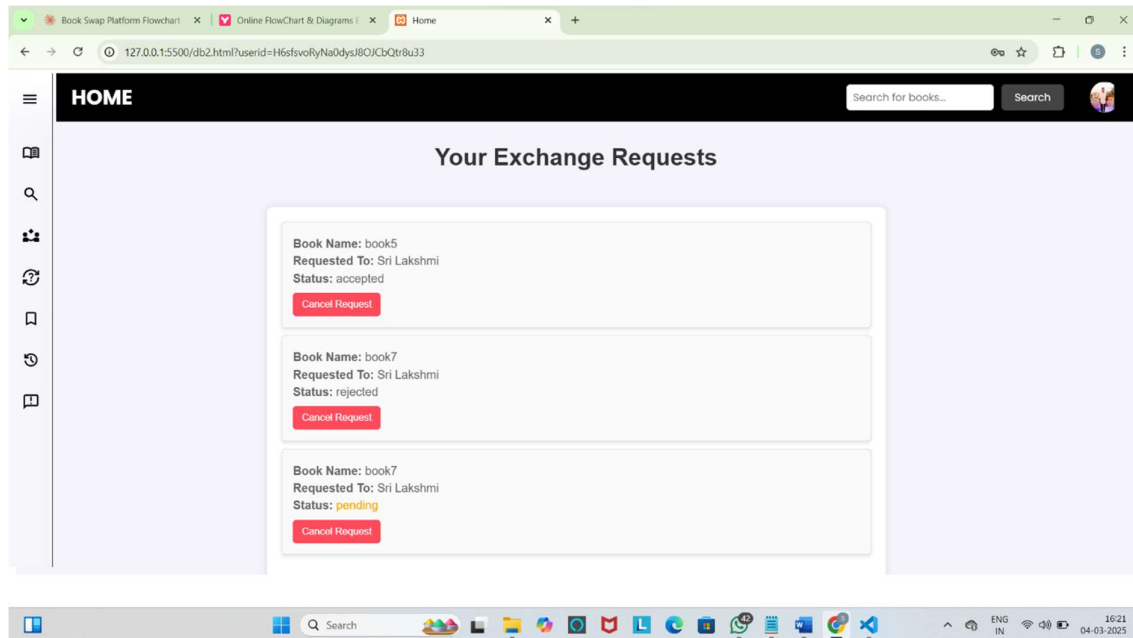 Book Swap Platform Flowchart
Online FlowChart & Diagrams E
Home
127.0.0.1:5500/db2.html?userid=H6sfsvoRyNa0dysJ8OJCbQtr8u33
S
HOME
Search for books...
Search
Your Exchange Requests
Book Name: book5
Requested To: Sri Lakshmi
Status: accepted
Cancel Request
Book Name: book7
Requested To: Sri Lakshmi
Status: rejected
Cancel Request
Book Name: book7
Requested To: Sri Lakshmi
Status: pending
Cancel Request
Search
L
42
ENG
IN
16:21
04-03-2025